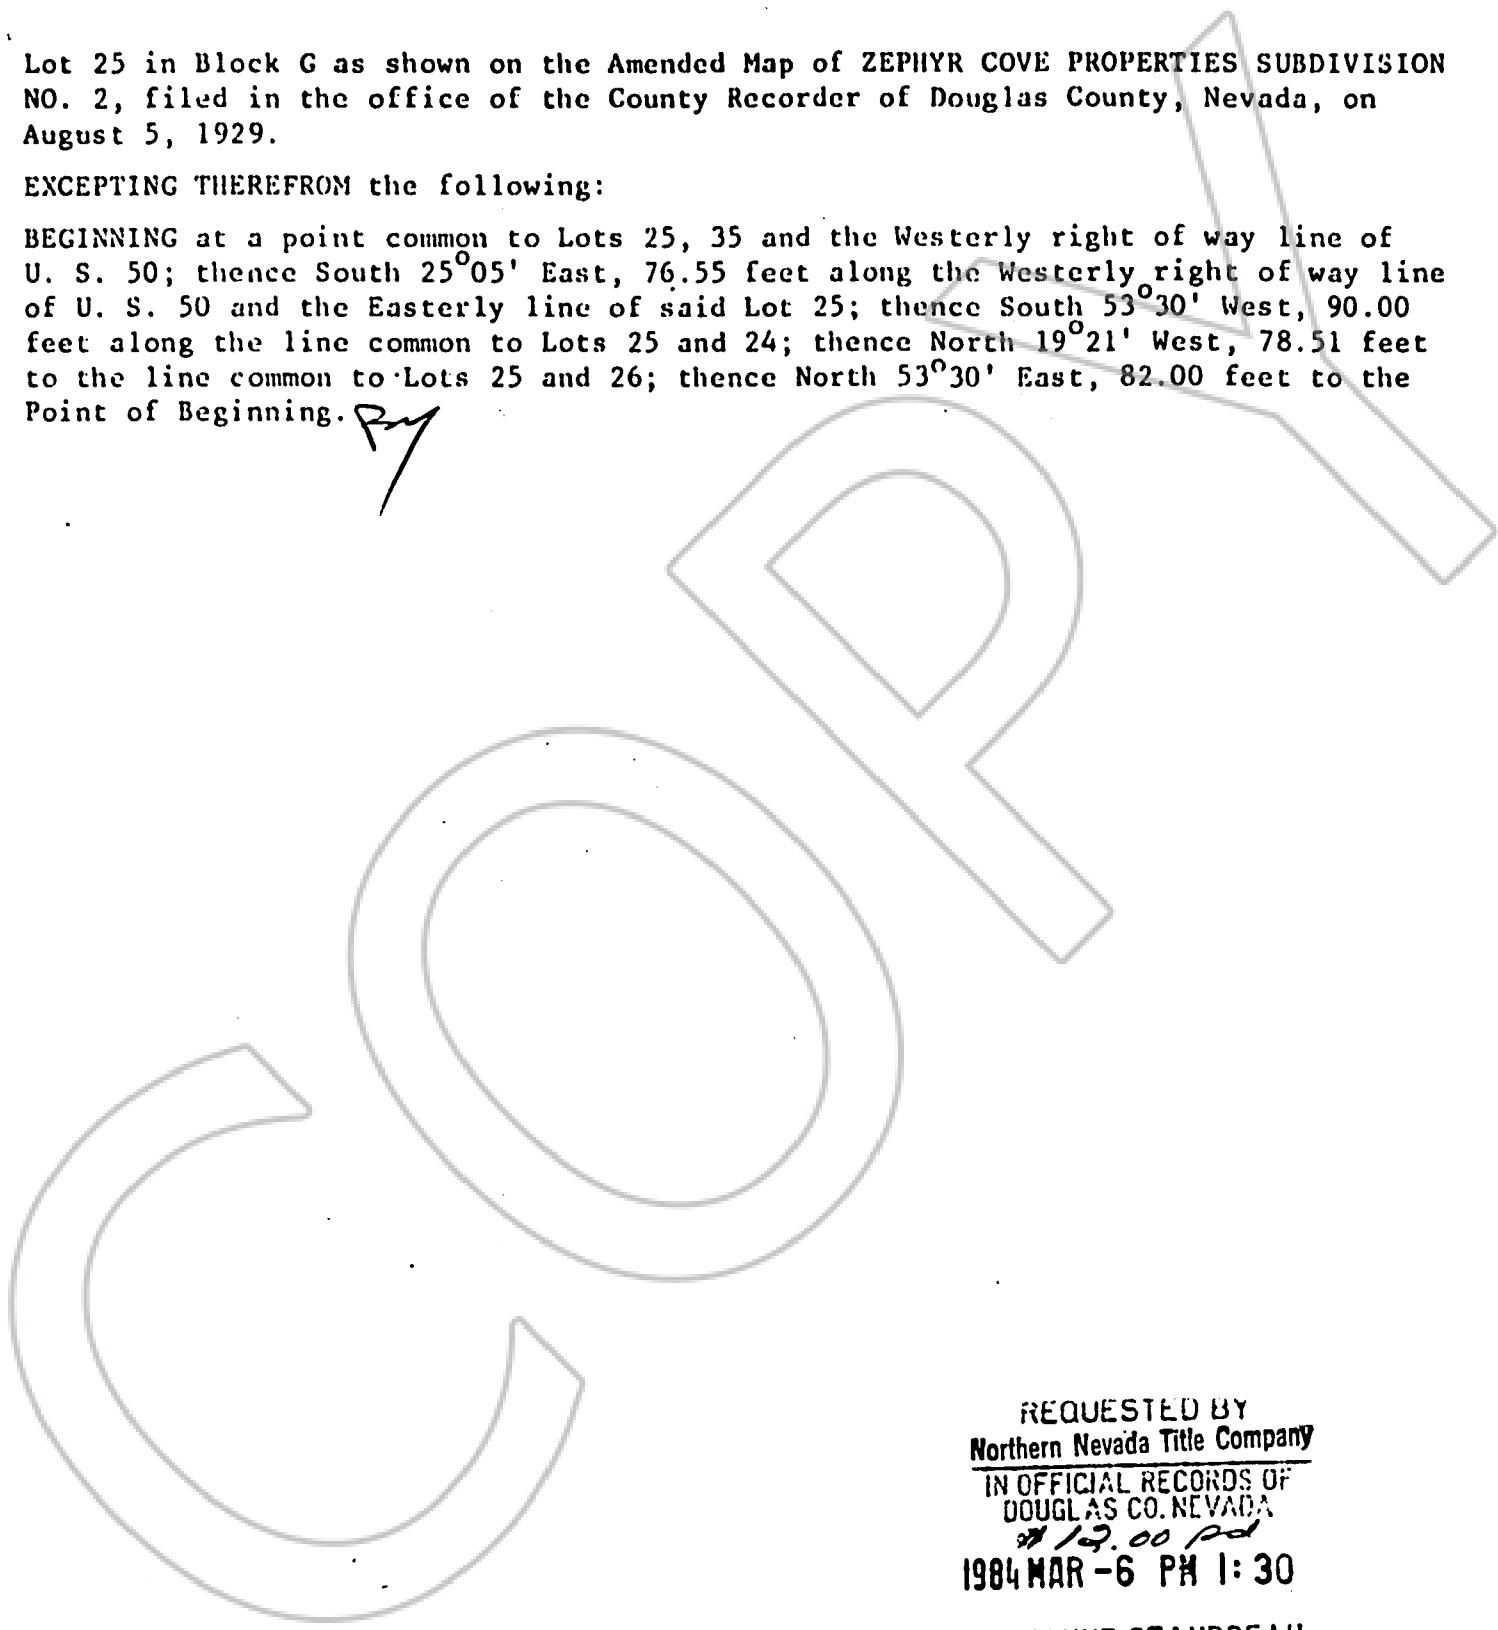 Lot 25 in Block G as shown on the Amended Map of ZEPHYR COVE PROPERTIES SUBDIVISION
NO. 2, filed in the office of the County Recorder of Douglas County, Nevada, on
August 5, 1929.
EXCEPTING THEREFROM the following:
BEGINNING at a point common to Lots 25, 35 and the Westerly right of way line of
U. S. 50; thence South 25°05' East, 76.55 feet along the Westerly right of way line
of U. S. 50 and the Easterly line of said Lot 25; thence South 53°30' West, 90.00
feet along the line common to Lots 25 and 24; thence North 19°21' West, 78.51 feet
to the line common to Lots 25 and 26; thence North 53°30' East, 82.00 feet to the
Point of Beginning.
COPY
REQUESTED BY
Northern Nevada Title Company
IN OFFICIAL RECORDS OF
DOUGLAS CO. NEVADA
$12.00 pd
1984 MAR -6 PM 1:30